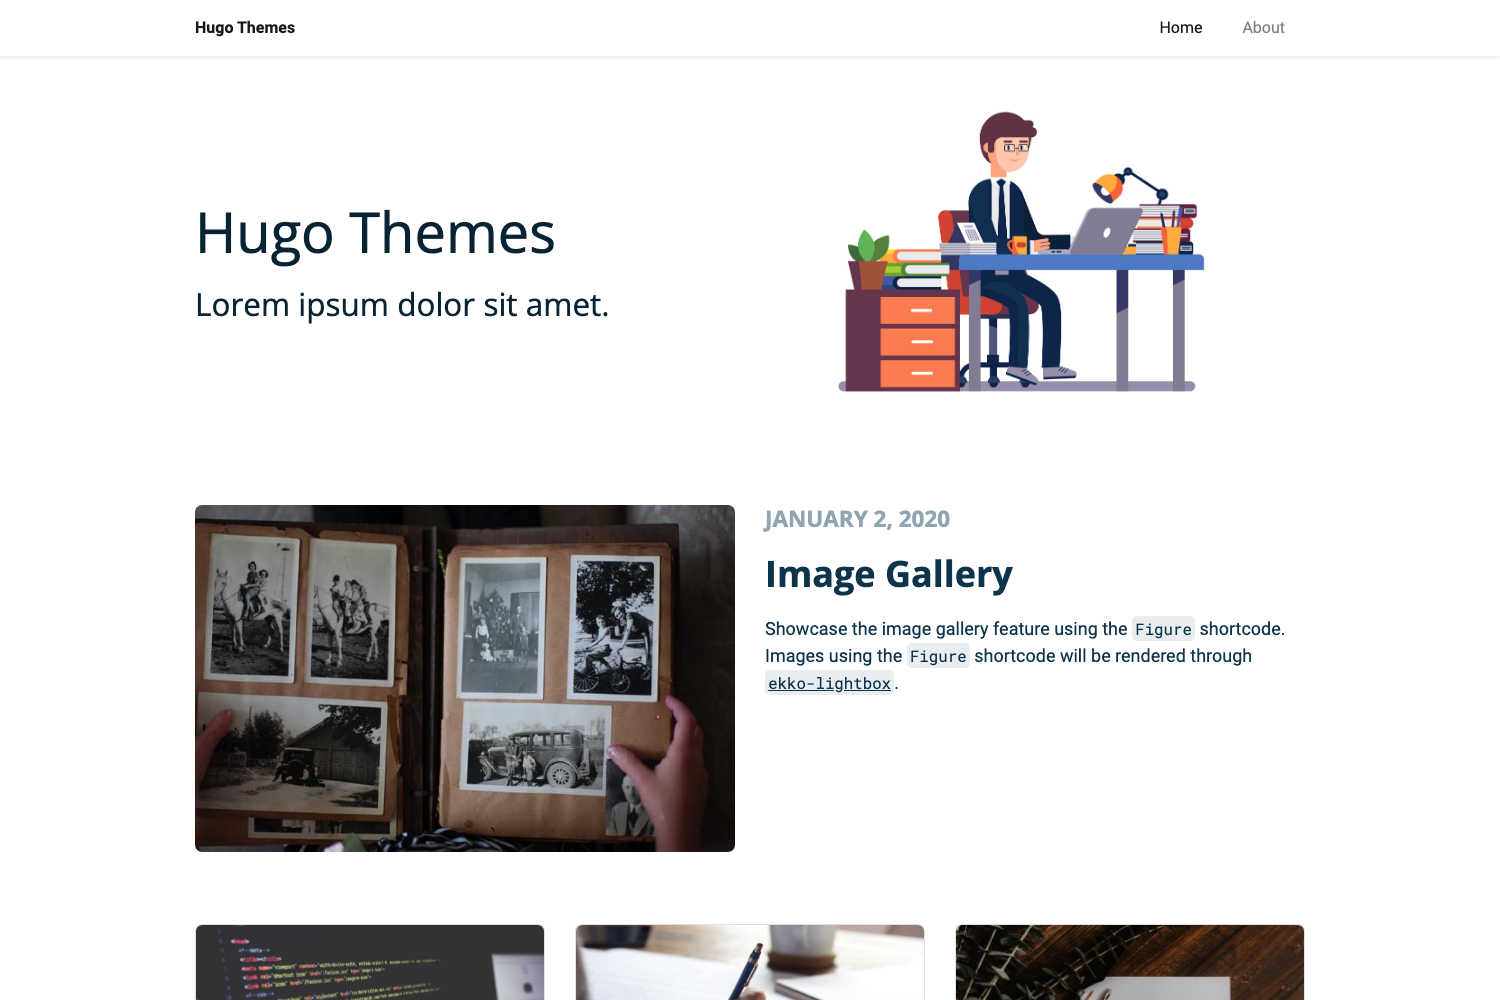 Hugo Themes
Home
About
Hugo Themes
Lorem ipsum dolor sit amet.
JANUARY 2, 2020
Image Gallery
Showcase the image gallery feature using the Figure shortcode.
Images using the Figure shortcode will be rendered through
ekko-lightbox.